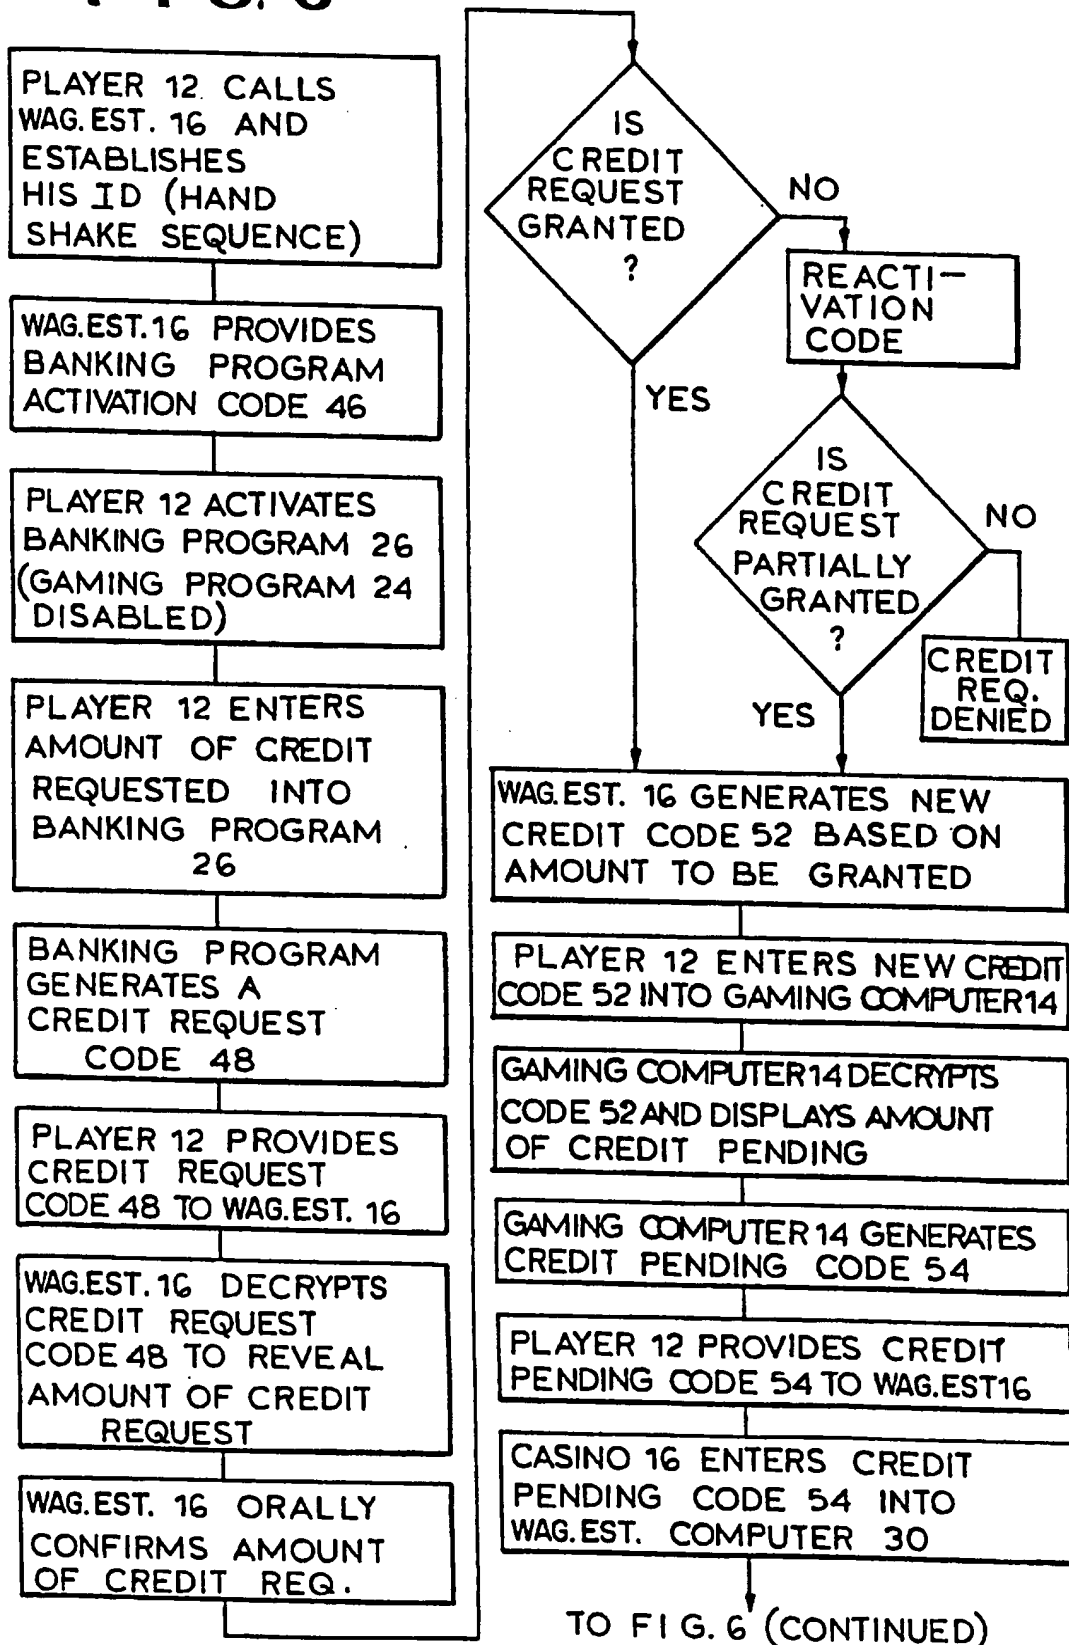 FIG. 6
PLAYER 12 CALLS
WAG.EST. 16 AND
ESTABLISHES
HIS ID (HAND
SHAKE SEQUENCE)
WAG.EST.16 PROVIDES
BANKING PROGRAM
ACTIVATION CODE 46
PLAYER 12 ACTIVATES
BANKING PROGRAM 26
(GAMING PROGRAM 24
DISABLED)
PLAYER 12 ENTERS
AMOUNT OF CREDIT
REQUESTED INTO
BANKING PROGRAM
26
BANKING PROGRAM
GENERATES A
CREDIT REQUEST
CODE 48
PLAYER 12 PROVIDES
CREDIT REQUEST
CODE 48 TO WAG.EST. 16
WAG.EST.16 DECRYPTS
CREDIT REQUEST
CODE 48 TO REVEAL
AMOUNT OF CREDIT
REQUEST
WAG.EST. 16 ORALLY
CONFIRMS AMOUNT
OF CREDIT REQ.
IS
CREDIT
REQUEST
GRANTED
?
NO
YES
REACTI-
VATION
CODE
IS
CREDIT
REQUEST
PARTIALLY
GRANTED
?
NO
YES
CREDIT
REQ.
DENIED
WAG.EST. 16 GENERATES NEW
CREDIT CODE 52 BASED ON
AMOUNT TO BE GRANTED
PLAYER 12 ENTERS NEW CREDIT
CODE 52 INTO GAMING COMPUTER 14
GAMING COMPUTER 14 DECRYPTS
CODE 52 AND DISPLAYS AMOUNT
OF CREDIT PENDING
GAMING COMPUTER 14 GENERATES
CREDIT PENDING CODE 54
PLAYER 12 PROVIDES CREDIT
PENDING CODE 54 TO WAG.EST16
CASINO 16 ENTERS CREDIT
PENDING CODE 54 INTO
WAG.EST. COMPUTER 30
TO FIG. 6 (CONTINUED)